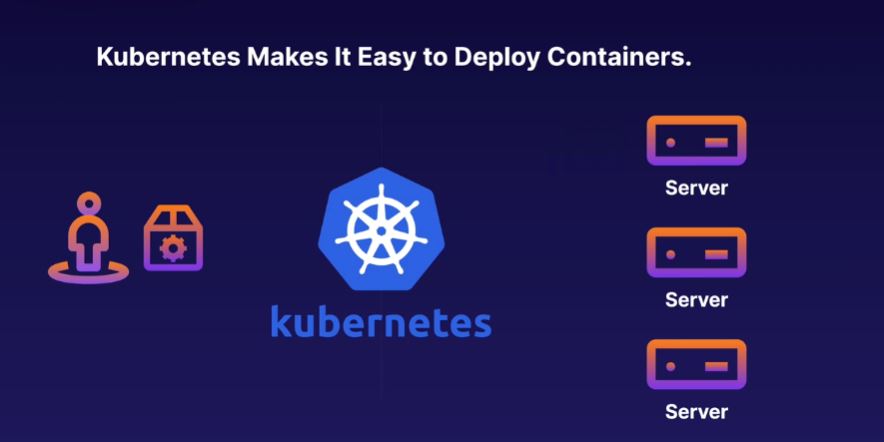 Kubernetes Makes It Easy to Deploy Containers.
kubernetes
Server
Server
Server